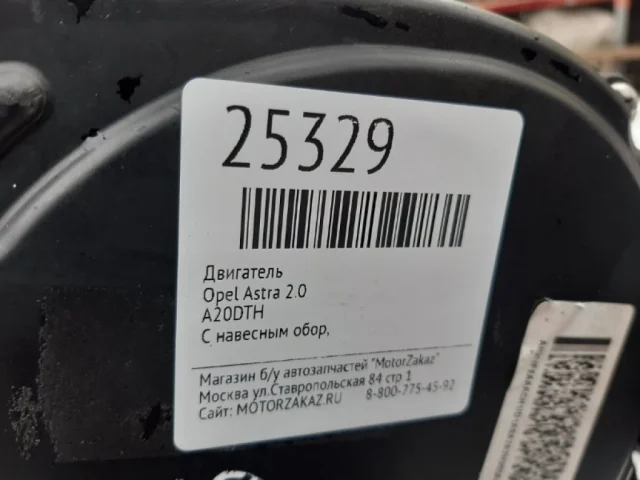 25329
Двигатель
Opel Astra 2.0
A20DTH
С навесным обор,
Магазин б/у автозапчастей "MotorZakaz"
Москва ул.Ставропольская 84 стр 1
Сайт: MOTORZAKAZ.RU 8-800-775-45-92